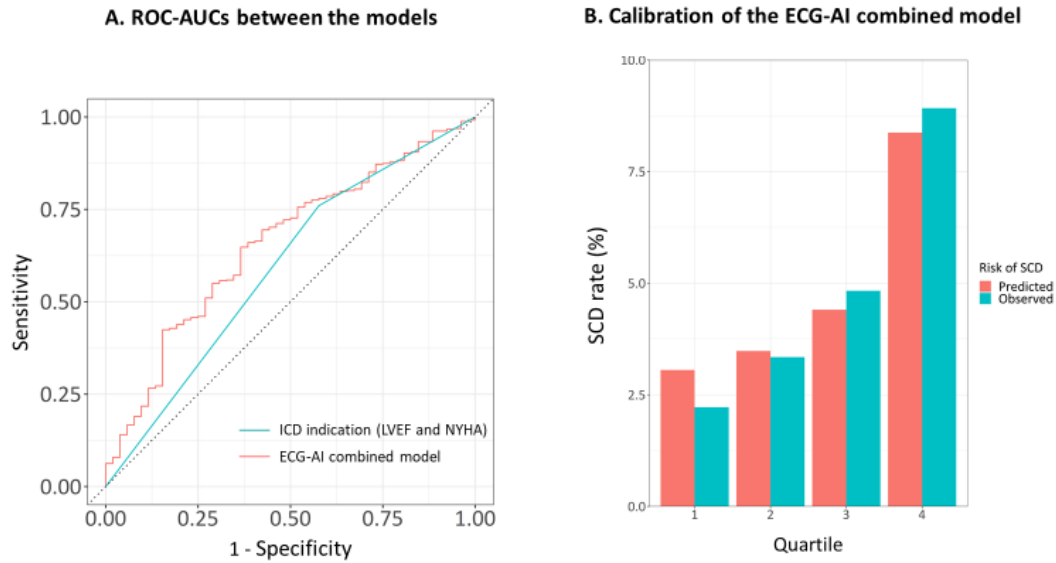 A. ROC-AUCs between the models
1.00
0.75
0.50
0.25
0.00
Sensitivity
ICD indication (LVEF and NYHA)
ECG-AI combined model
0.00 0.25 0.50 0.75 1.00
1 - Specificity
B. Calibration of the ECG-AI combined model
10.0
7.5
5.0
2.5
0.0
SCD rate (%)
1 2 3 4
Quartile
Risk of SCD
Predicted
Observed